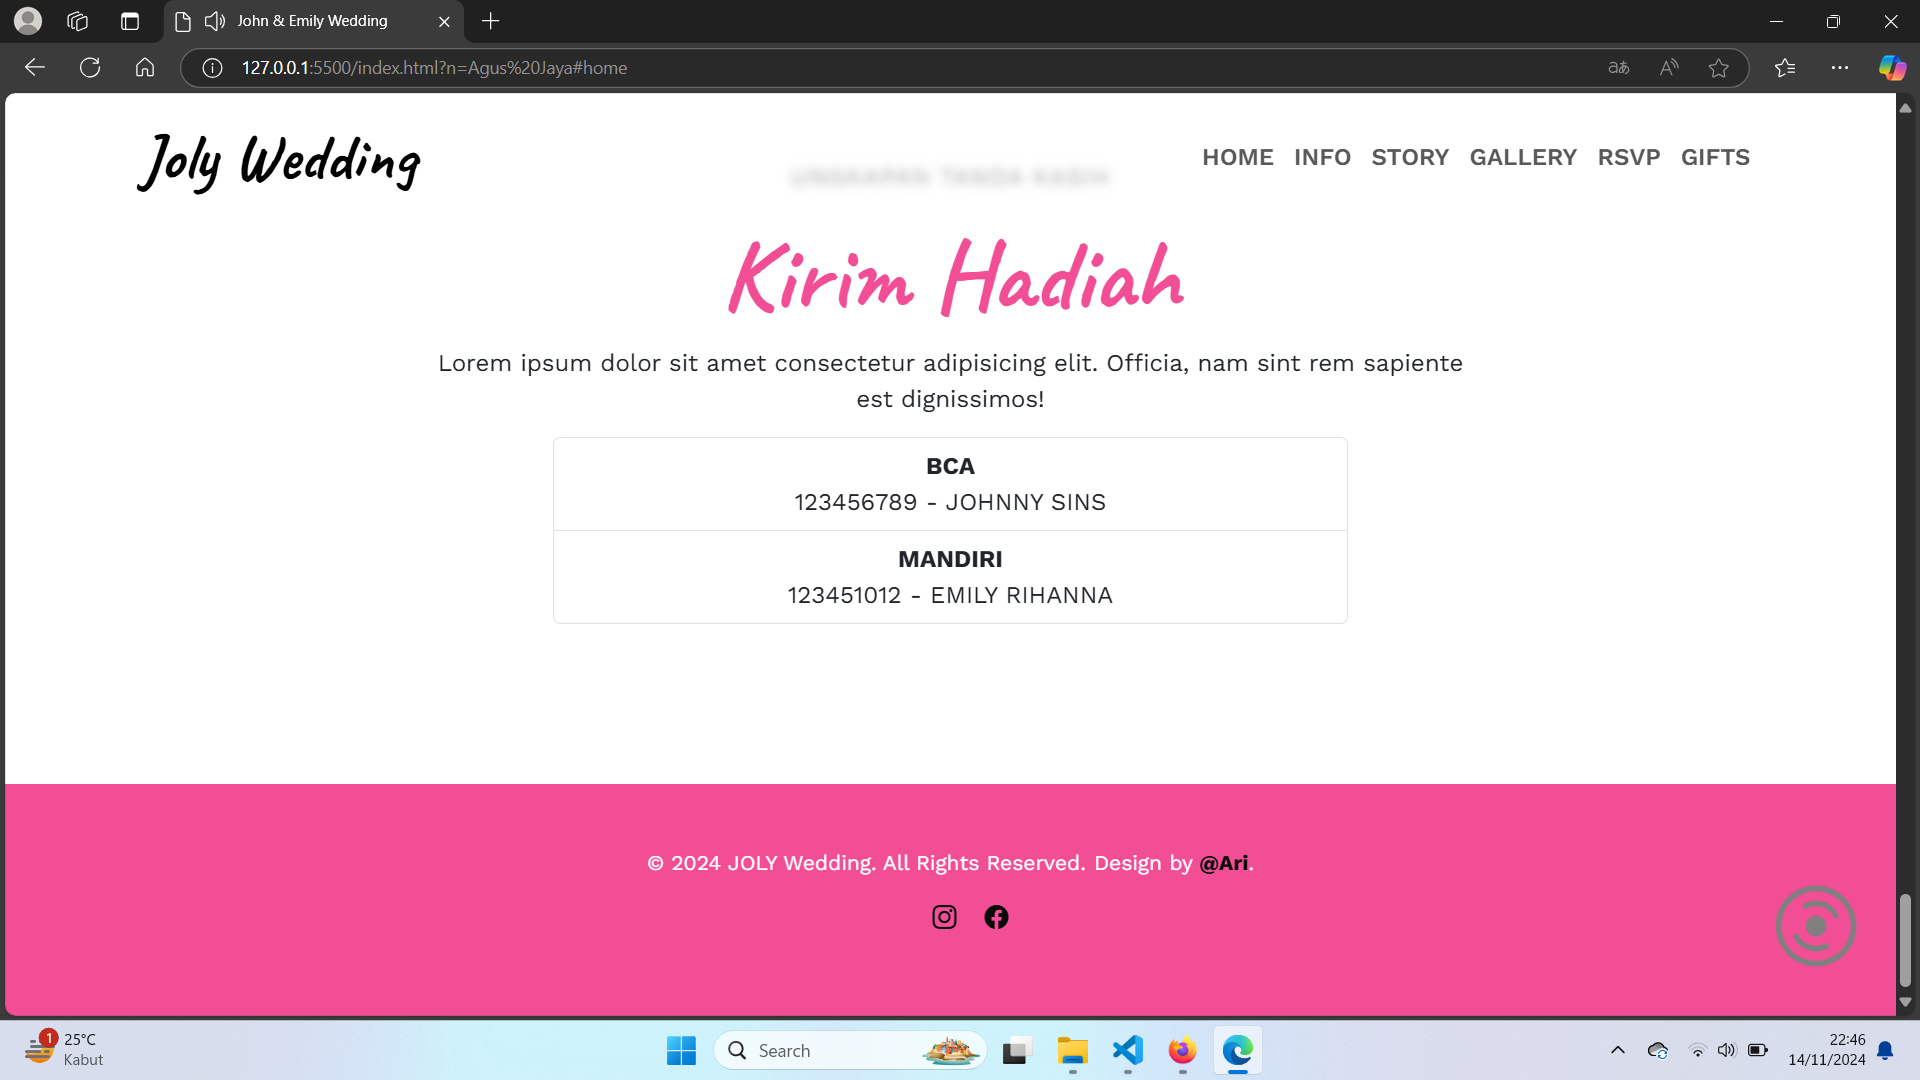 John & Emily Wedding
127.0.0.1:5500/index.html?n=Agus%20Jaya#home
Joly Wedding
HOME INFO STORY GALLERY RSVP GIFTS
UNGKAPAN TANDA KASIH
Kirim Hadiah
Lorem ipsum dolor sit amet consectetur adipisicing elit. Officia, nam sint rem sapiente
est dignissimos!
BCA
123456789 - JOHNNY SINS
MANDIRI
123451012 - EMILY RIHANNA
© 2024 JOLY Wedding. All Rights Reserved. Design by @Ari.
1
25°C
Kabut
Search
22:46
14/11/2024